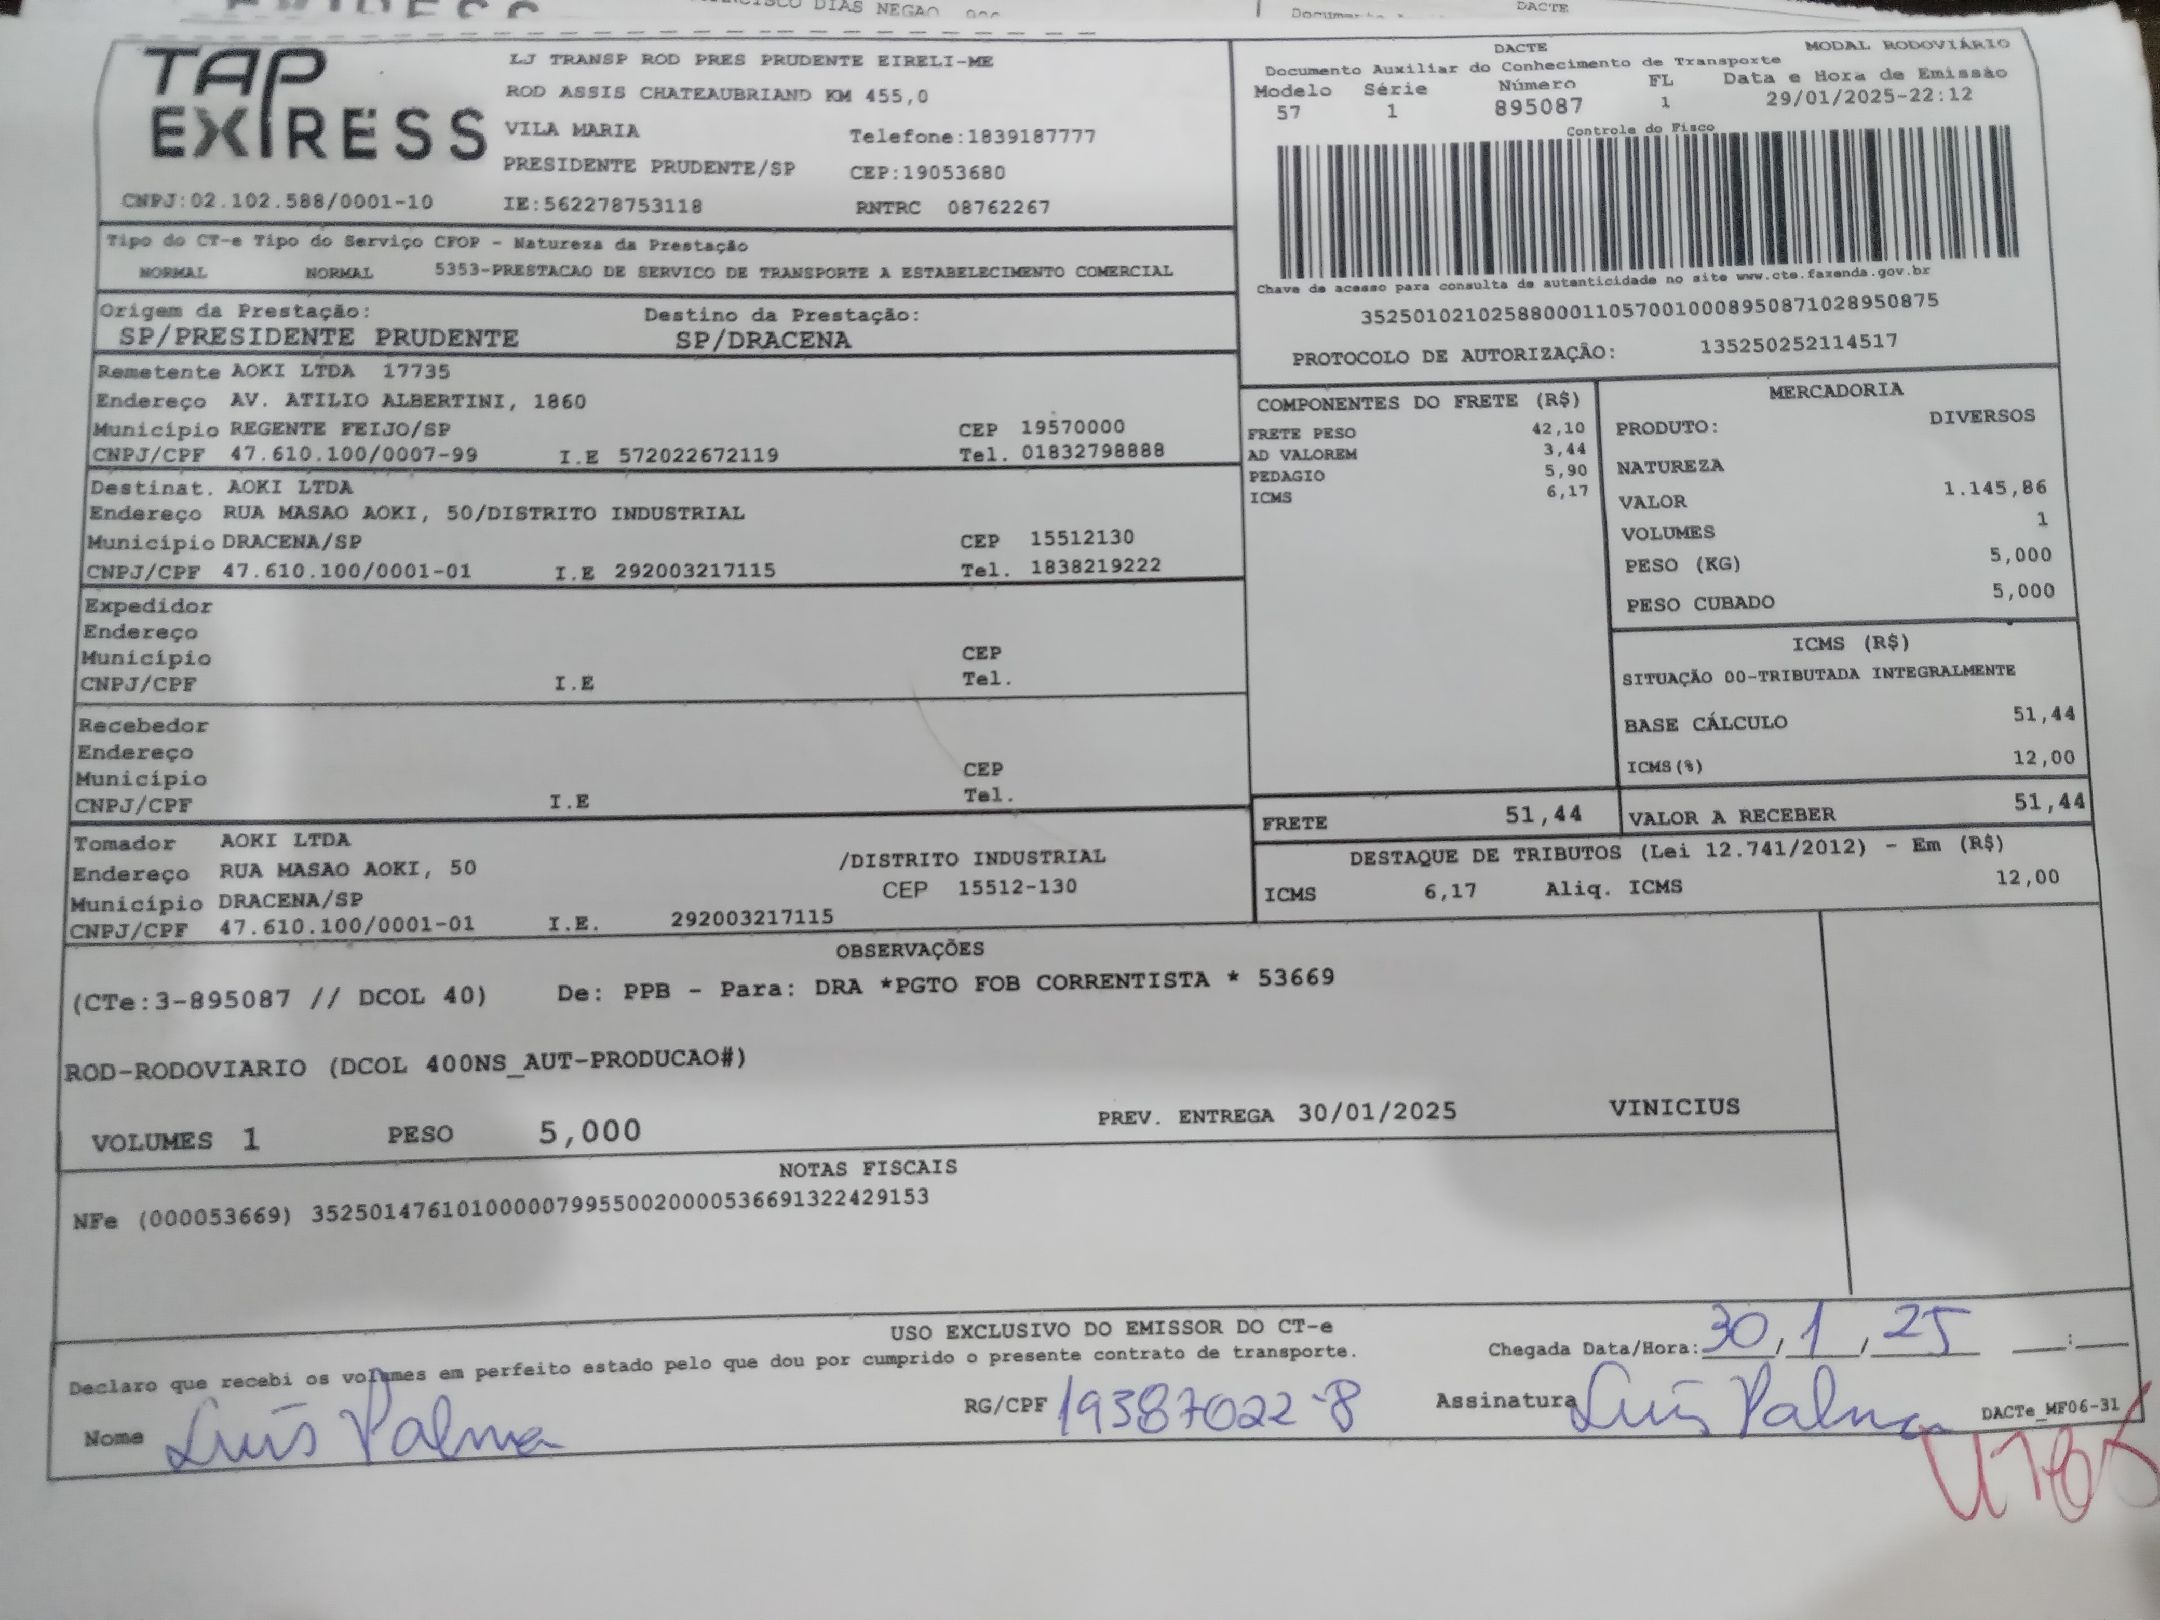 DIAS NEGAO
DACTE
TAP
EXPRESS
LJ TRANSP ROD PRES PRUDENTE EIRELI-ME
ROD ASSIS CHATEAUBRIAND KM 455,0
VILA MARIA Telefone:1839187777
PRESIDENTE PRUDENTE/SP CEP:19053680
CNPJ:02.102.588/0001-10 IE:562278753118 RNTRC 08762267
DACTE MODAL RODOVIÁRIO
Documento Auxiliar do Conhecimento de Transporte
Modelo Série Número FL Data e Hora de Emissão
57 1 895087 1 29/01/2025-22:12
Controle do Fisco
Chave de acesso para consulta de autenticidade no site www.cte.fazenda.gov.br
35250102102588000110570010008950871028950875
PROTOCOLO DE AUTORIZAÇÃO: 135250252114517
Tipo do CT-e Tipo do Serviço CFOP - Natureza da Prestação
NORMAL NORMAL 5353-PRESTACAO DE SERVICO DE TRANSPORTE A ESTABELECIMENTO COMERCIAL
Origem da Prestação: Destino da Prestação:
SP/PRESIDENTE PRUDENTE SP/DRACENA
Remetente AOKI LTDA 17735
Endereço AV. ATILIO ALBERTINI, 1860
Município REGENTE FEIJO/SP CEP 19570000
CNPJ/CPF 47.610.100/0007-99 I.E 572022672119 Tel. 01832798888
Destinat. AOKI LTDA
Endereço RUA MASAO AOKI, 50/DISTRITO INDUSTRIAL
Município DRACENA/SP CEP 15512130
CNPJ/CPF 47.610.100/0001-01 I.E 292003217115 Tel. 1838219222
Expedidor
Endereço
Município CEP
CNPJ/CPF I.E Tel.
Recebedor
Endereço
Município CEP
CNPJ/CPF I.E Tel.
Tomador AOKI LTDA
Endereço RUA MASAO AOKI, 50 /DISTRITO INDUSTRIAL
Município DRACENA/SP CEP 15512-130
CNPJ/CPF 47.610.100/0001-01 I.E. 292003217115
COMPONENTES DO FRETE (R$)
FRETE PESO 42,10
AD VALOREM 3,44
PEDAGIO 5,90
ICMS 6,17
MERCADORIA
PRODUTO: DIVERSOS
NATUREZA
VALOR 1.145,86
VOLUMES 1
PESO (KG) 5,000
PESO CUBADO 5,000
ICMS (R$)
SITUAÇÃO 00-TRIBUTADA INTEGRALMENTE
BASE CÁLCULO 51,44
ICMS(%) 12,00
FRETE 51,44 VALOR A RECEBER 51,44
DESTAQUE DE TRIBUTOS (Lei 12.741/2012) - Em (R$)
ICMS 6,17 Aliq. ICMS 12,00
OBSERVAÇÕES
(CTe:3-895087 // DCOL 40) De: PPB - Para: DRA *PGTO FOB CORRENTISTA * 53669
ROD-RODOVIARIO (DCOL 400NS_AUT-PRODUCAO#)
VOLUMES 1 PESO 5,000 PREV. ENTREGA 30/01/2025 VINICIUS
NOTAS FISCAIS
NFe (000053669) 35250147610100000799550020000536691322429153
USO EXCLUSIVO DO EMISSOR DO CT-e
Declaro que recebi os volumes em perfeito estado pelo que dou por cumprido o presente contrato de transporte. Chegada Data/Hora: 30/1/25 __:__
Nome Luis Palma RG/CPF 19387022-8 Assinatura Luis Palma DACTe_MF06-31